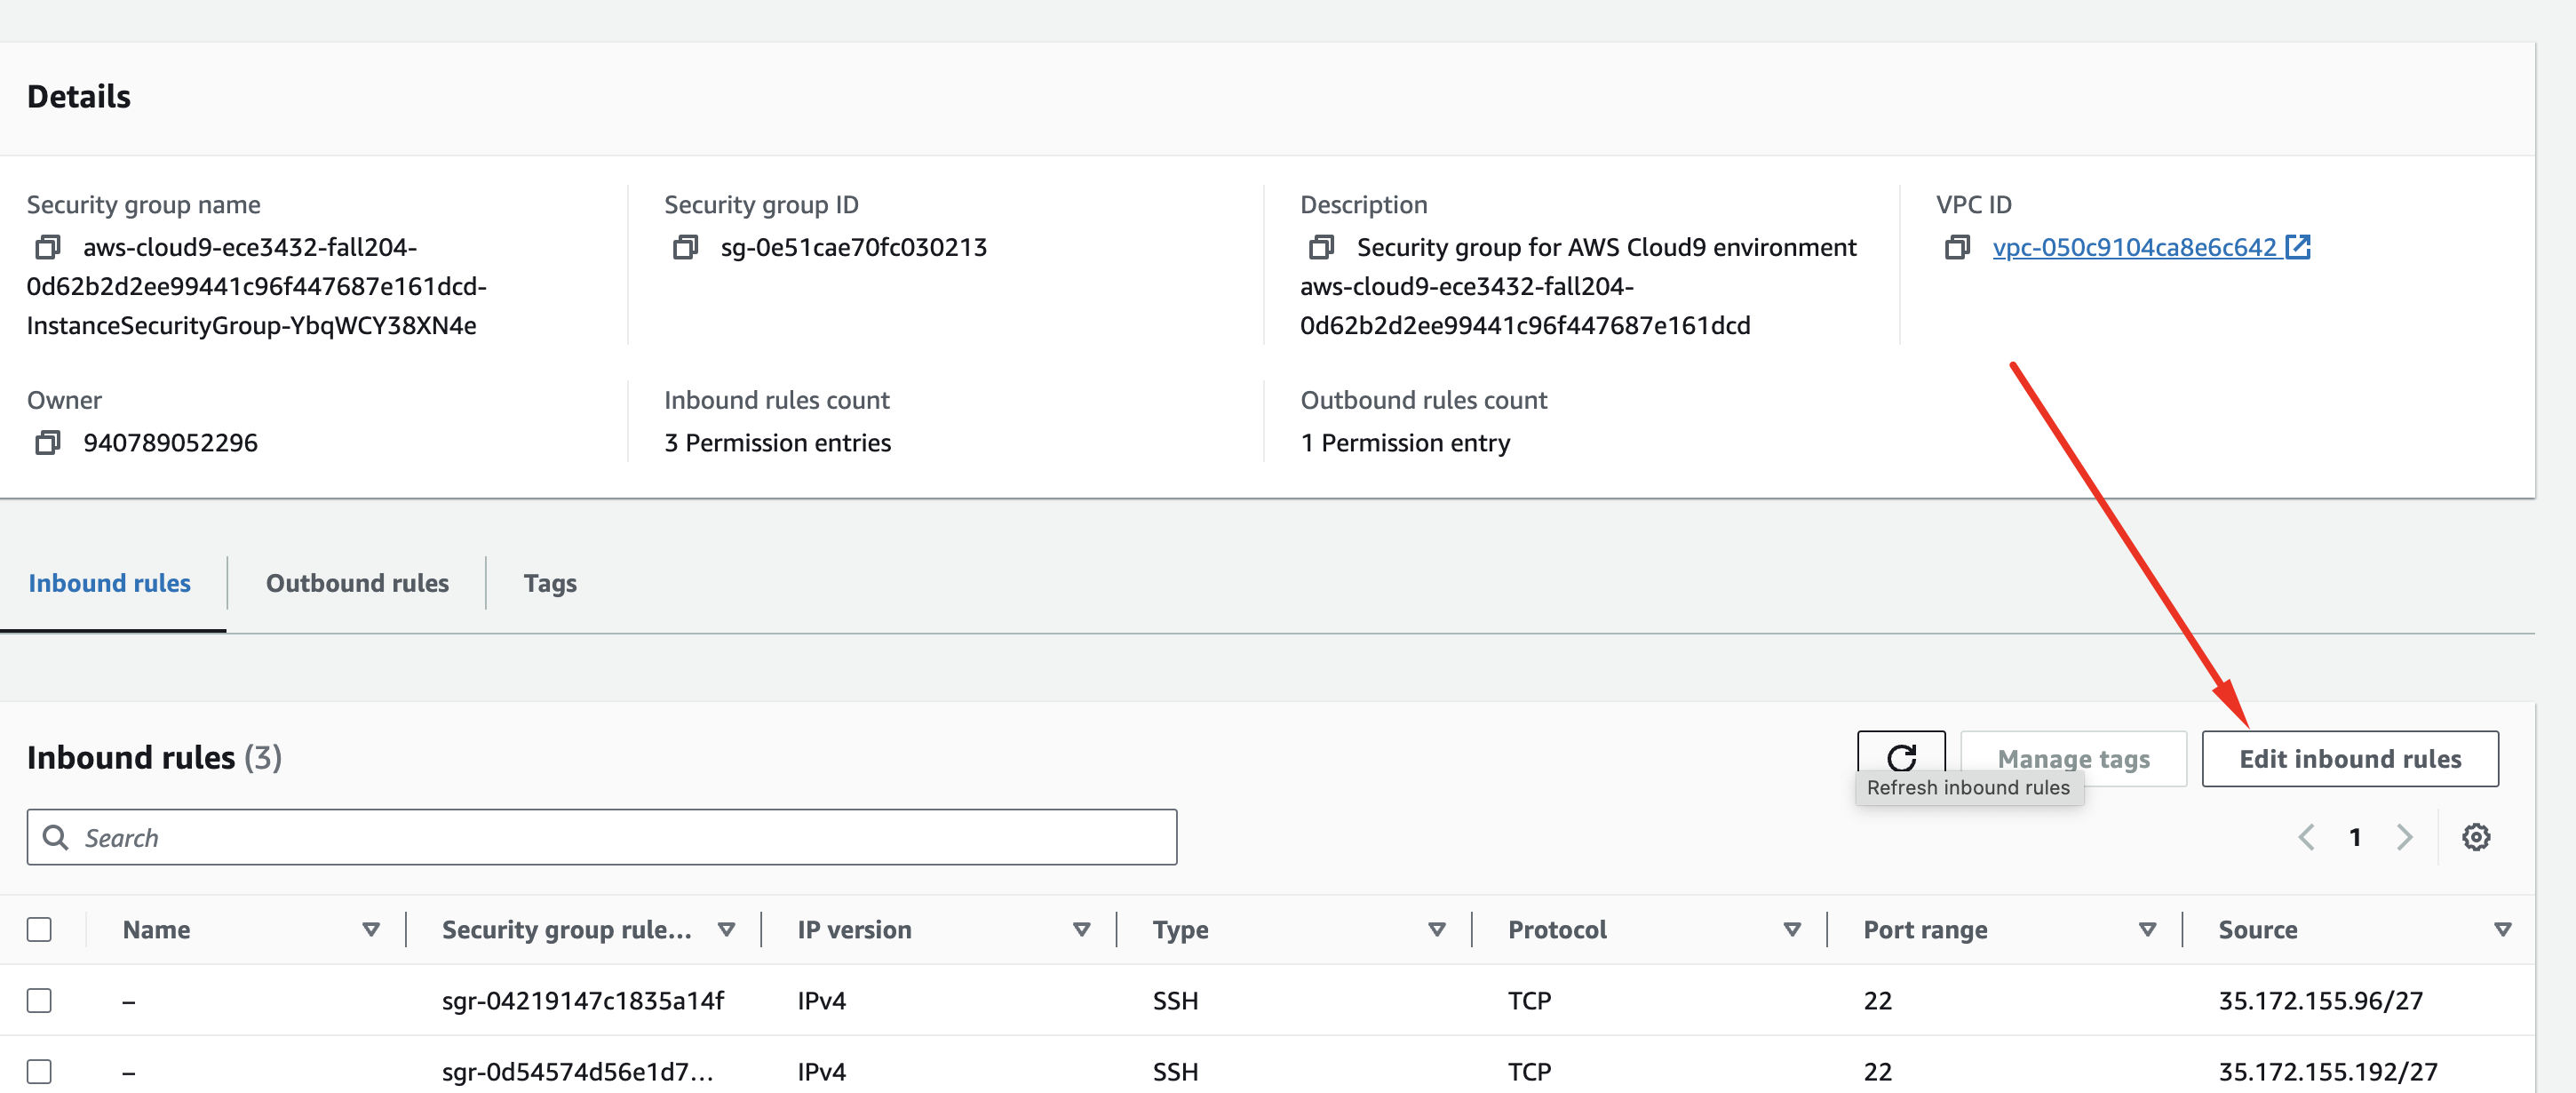 Details
Security group name
aws-cloud9-ece3432-fall204-
0d62b2d2ee99441c96f447687e161dcd-
InstanceSecurityGroup-YbqWCY38XN4e
Security group ID
sg-0e51cae70fc030213
Description
Security group for AWS Cloud9 environment
aws-cloud9-ece3432-fall204-
0d62b2d2ee99441c96f447687e161dcd
VPC ID
vpc-050c9104ca8e6c642
Owner
940789052296
Inbound rules count
3 Permission entries
Outbound rules count
1 Permission entry
Inbound rules
Outbound rules
Tags
Inbound rules (3)
Manage tags
Edit inbound rules
Refresh inbound rules
Search
1
Name Security group rule... IP version Type Protocol Port range Source
– sgr-04219147c1835a14f IPv4 SSH TCP 22 35.172.155.96/27
– sgr-0d54574d56e1d7... IPv4 SSH TCP 22 35.172.155.192/27